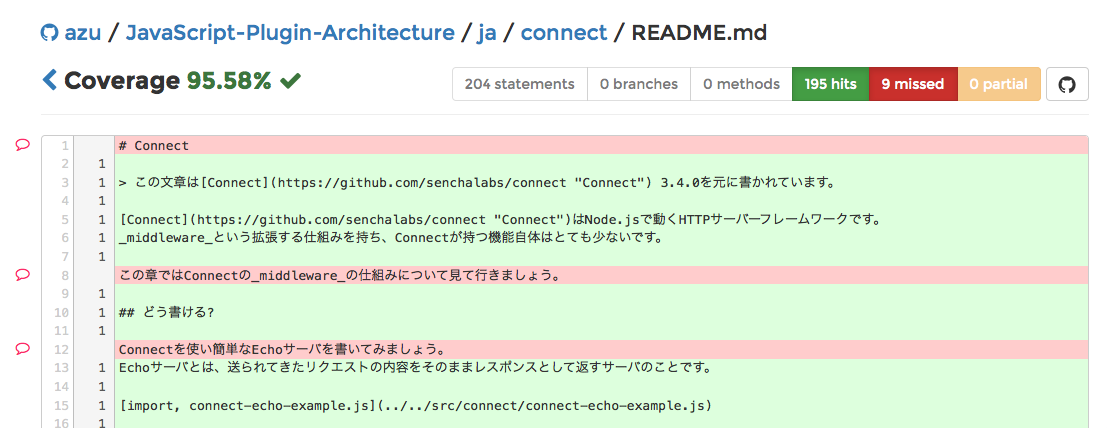 azu / JavaScript-Plugin-Architecture / ja / connect / README.md
Coverage 95.58%
204 statements 0 branches 0 methods 195 hits 9 missed 0 partial
1 # Connect
2 1
3 1 > この文章は[Connect](https://github.com/senchalabs/connect "Connect") 3.4.0を元に書かれています。
4 1
5 1 [Connect](https://github.com/senchalabs/connect "Connect")はNode.jsで動くHTTPサーバーフレームワークです。
6 1 _middleware_という拡張する仕組みを持ち、Connectが持つ機能自体はとても少ないです。
7 1
8 この章ではConnectの_middleware_の仕組みについて見て行きましょう。
9 1
10 1 ## どう書ける?
11 1
12 Connectを使い簡単なEchoサーバを書いてみましょう。
13 1 Echoサーバとは、送られてきたリクエストの内容をそのままレスポンスとして返すサーバのことです。
14 1
15 1 [import, connect-echo-example.js](../../src/connect/connect-echo-example.js)
16 1